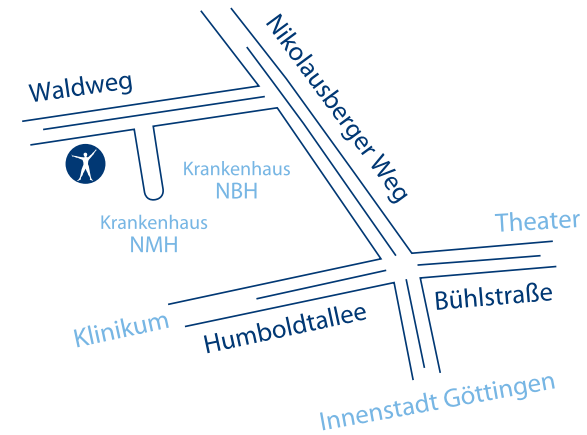 Nikolausberger Weg
Waldweg
Krankenhaus
NBH
Krankenhaus
NMH
Theater
Bühlstraße
Klinikum
Humboldtallee
Innenstadt Göttingen